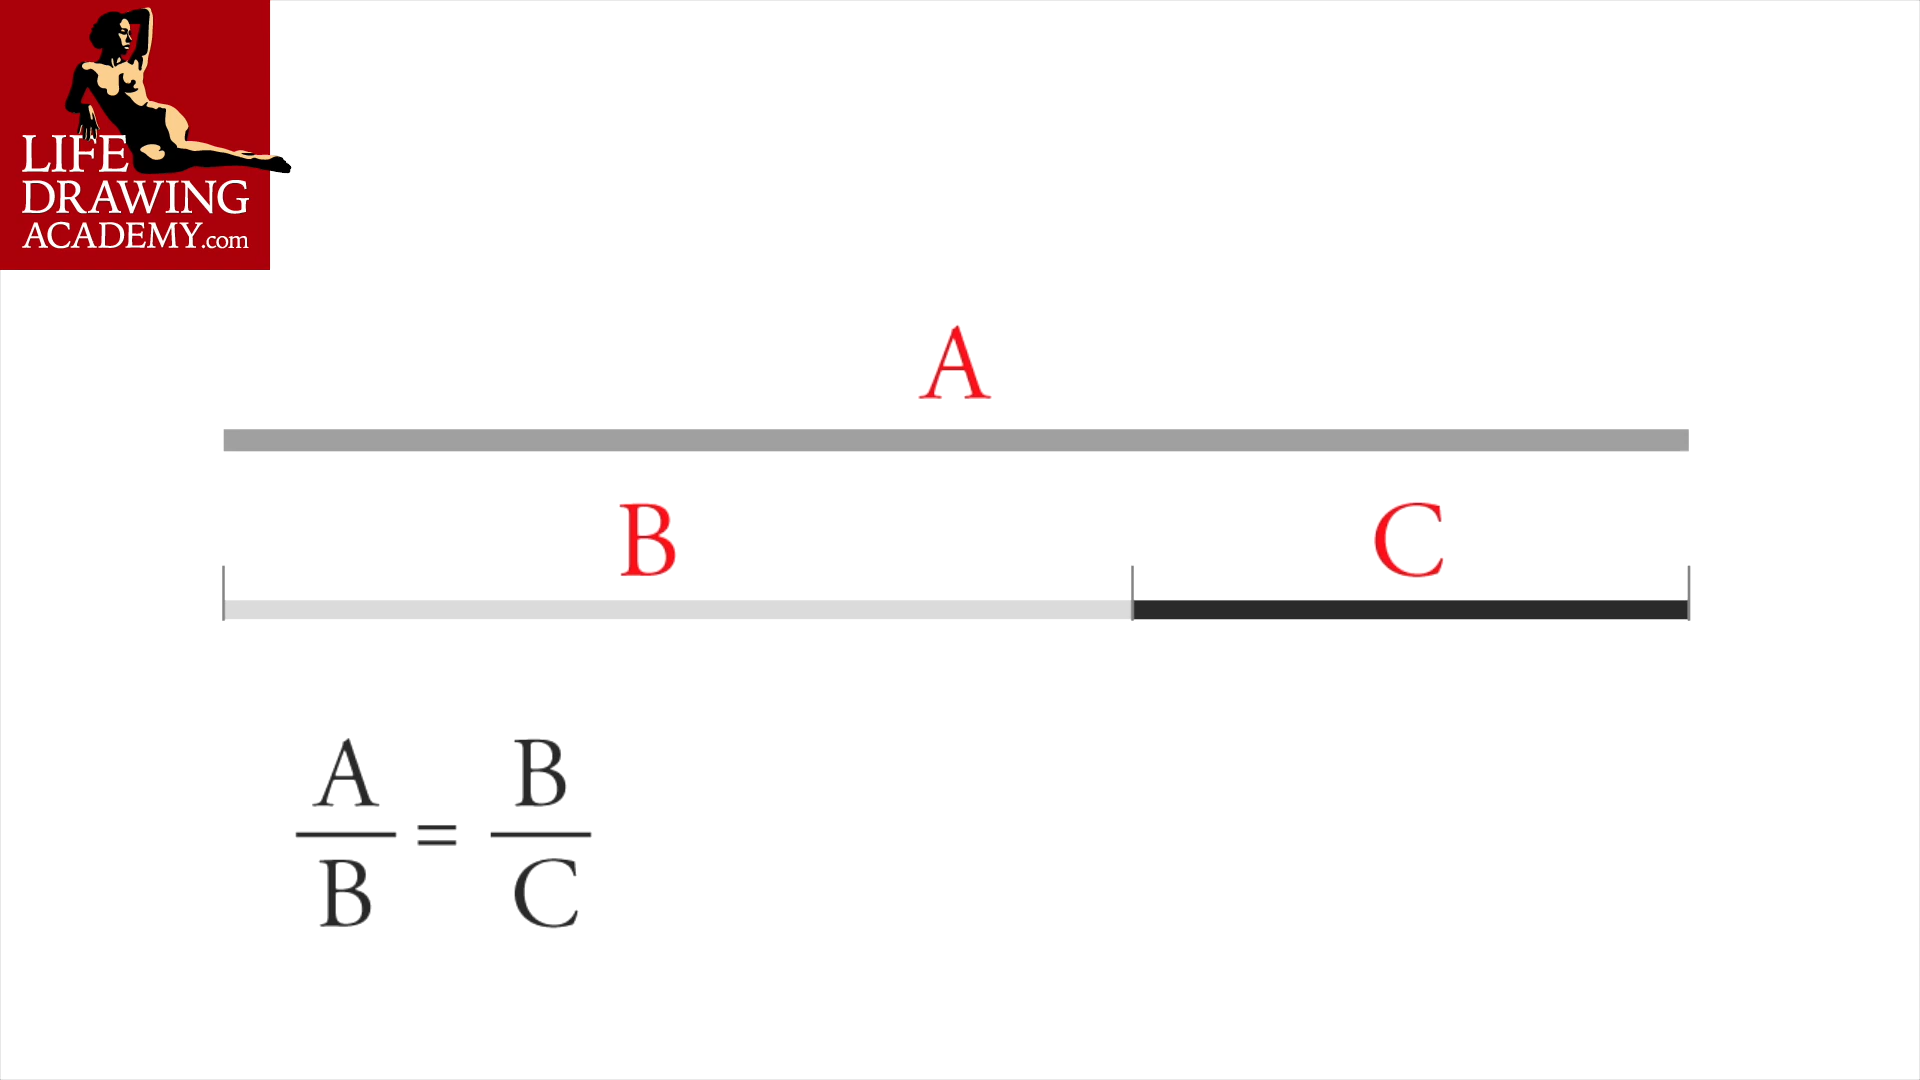 LIFE
DRAWING
ACADEMY.com
A
B C
A B
= 
B C